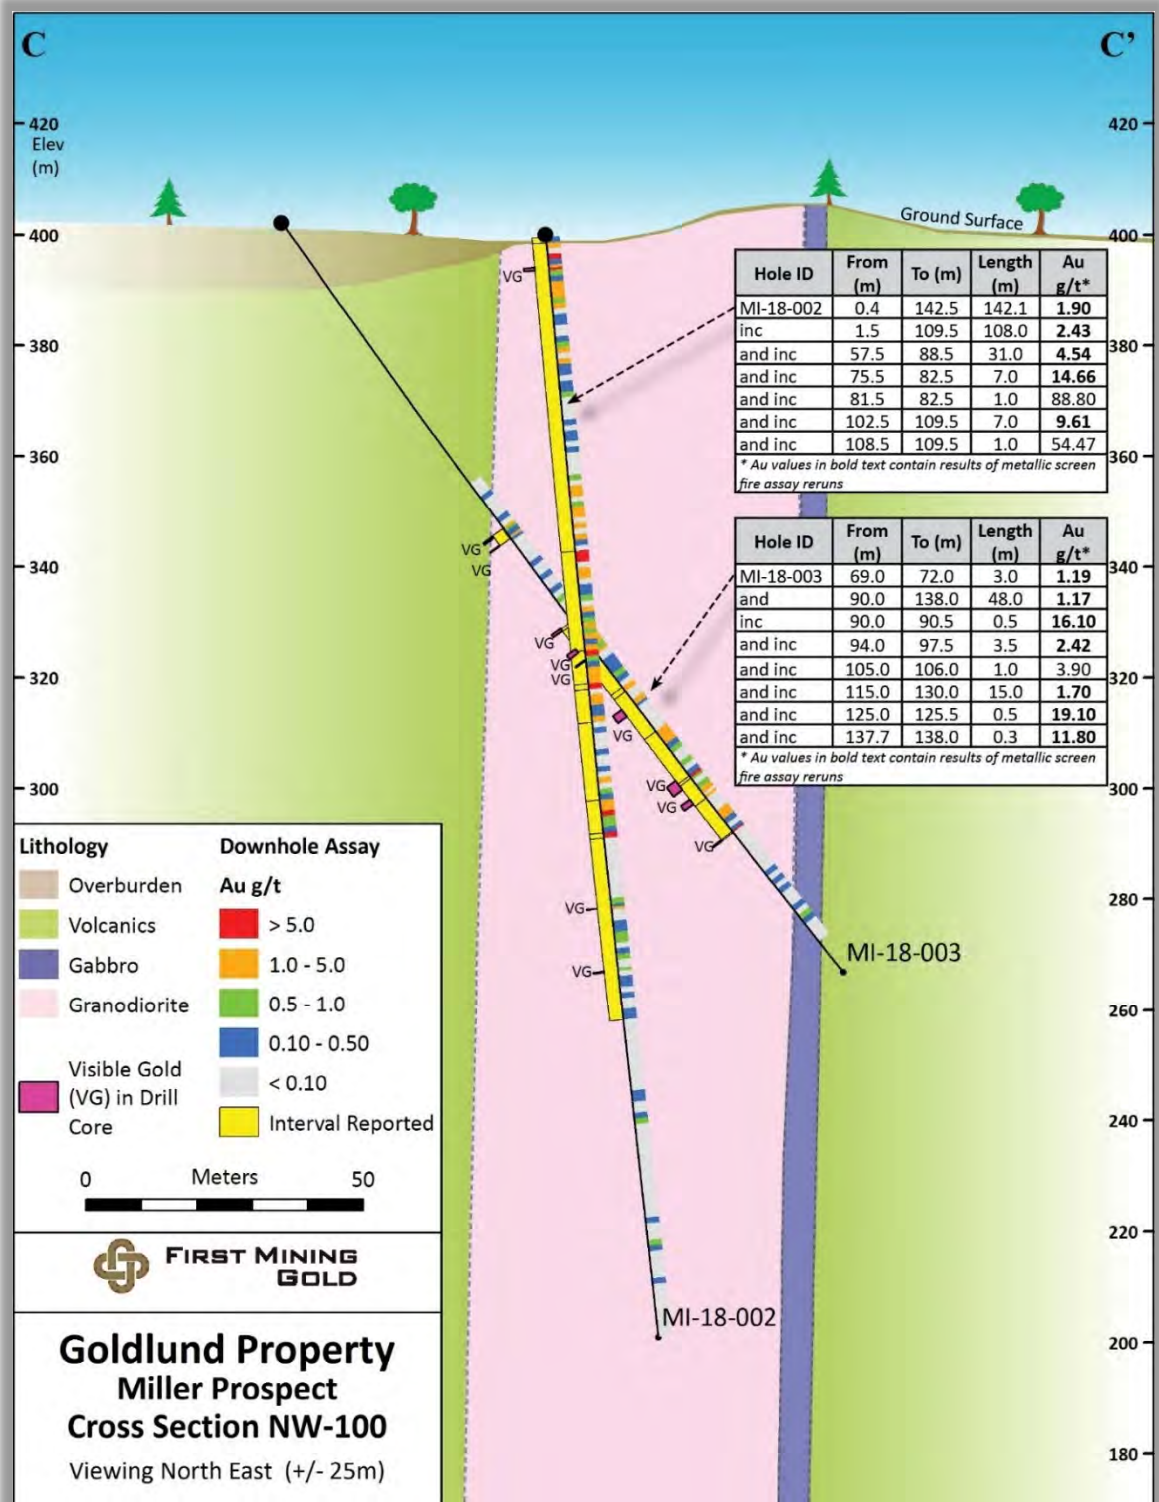 C
C'
420
Elev
(m)
420
Ground Surface
400
400
VG
Hole ID From (m) To (m) Length (m) Au g/t*
MI-18-002 0.4 142.5 142.1 1.90
inc 1.5 109.5 108.0 2.43
and inc 57.5 88.5 31.0 4.54
and inc 75.5 82.5 7.0 14.66
and inc 81.5 82.5 1.0 88.80
and inc 102.5 109.5 7.0 9.61
and inc 108.5 109.5 1.0 54.47
* Au values in bold text contain results of metallic screen
fire assay reruns
380
380
360
360
Hole ID From (m) To (m) Length (m) Au g/t*
MI-18-003 69.0 72.0 3.0 1.19
and 90.0 138.0 48.0 1.17
inc 90.0 90.5 0.5 16.10
and inc 94.0 97.5 3.5 2.42
and inc 105.0 106.0 1.0 3.90
and inc 115.0 130.0 15.0 1.70
and inc 125.0 125.5 0.5 19.10
and inc 137.7 138.0 0.3 11.80
* Au values in bold text contain results of metallic screen
fire assay reruns
VG
VG
340
340
VG
VG
VG
320
320
VG
VG
VG
300
300
VG
Lithology
Overburden
Volcanics
Gabbro
Granodiorite
Visible Gold
(VG) in Drill
Core
Downhole Assay
Au g/t
> 5.0
1.0 - 5.0
0.5 - 1.0
0.10 - 0.50
< 0.10
Interval Reported
280
VG
VG
MI-18-003
260
240
220
MI-18-002
200
180
0 Meters 50
FIRST MINING
GOLD
Goldlund Property
Miller Prospect
Cross Section NW-100
Viewing North East (+/- 25m)